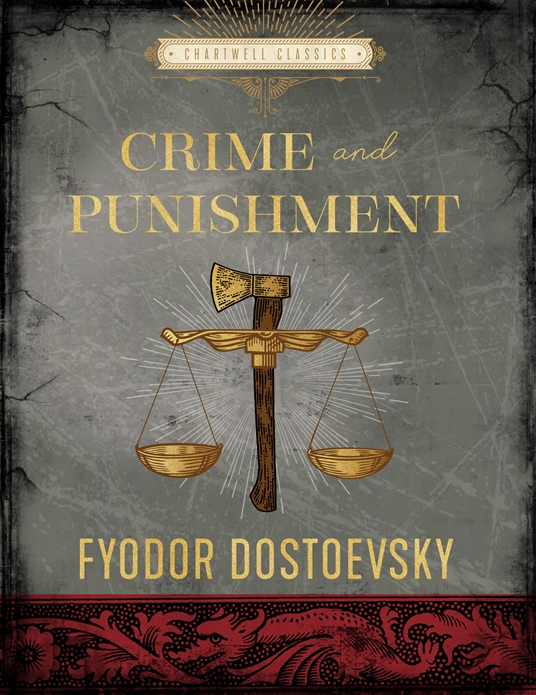 CHARTWELL CLASSICS
CRIME and
PUNISHMENT
FYODOR DOSTOEVSKY